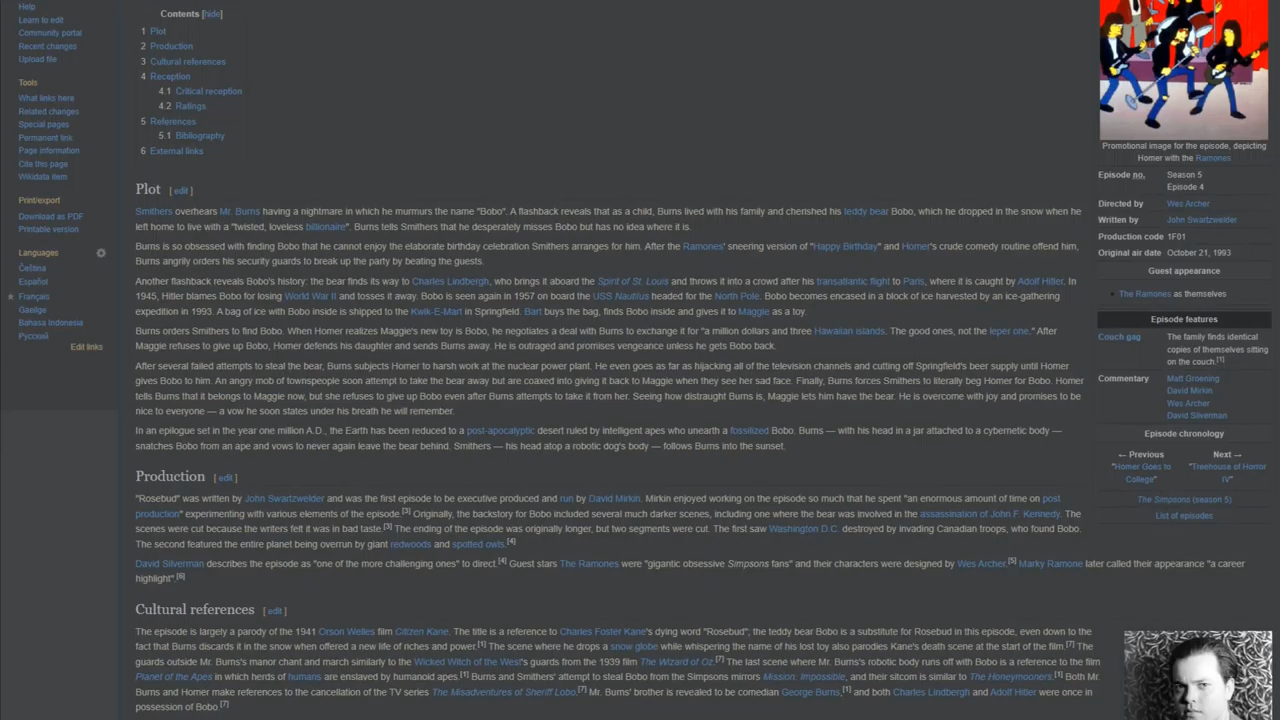 Help
Learn to edit
Community portal
Recent changes
Upload file
Tools
What links here
Related changes
Special pages
Permanent link
Page information
Cite this page
Wikidata item
Print/export
Download as PDF
Printable version
Languages
Čeština
Español
Français
Gaeilge
Bahasa Indonesia
Русский
Edit links
Contents [hide]
1 Plot
2 Production
3 Cultural references
4 Reception
4.1 Critical reception
4.2 Ratings
5 References
5.1 Bibliography
6 External links
Plot [ edit ]
Smithers overhears Mr. Burns having a nightmare in which he murmurs the name "Bobo". A flashback reveals that as a child, Burns lived with his family and cherished his teddy bear Bobo, which he dropped in the snow when he
left home to live with a "twisted, loveless billionaire". Burns tells Smithers that he desperately misses Bobo but has no idea where it is.
Burns is so obsessed with finding Bobo that he cannot enjoy the elaborate birthday celebration Smithers arranges for him. After the Ramones' sneering version of "Happy Birthday" and Homer's crude comedy routine offend him,
Burns angrily orders his security guards to break up the party by beating the guests.
Another flashback reveals Bobo's history: the bear finds its way to Charles Lindbergh, who brings it aboard the Spirit of St. Louis and throws it into a crowd after his transatlantic flight to Paris, where it is caught by Adolf Hitler. In
1945, Hitler blames Bobo for losing World War II and tosses it away. Bobo is seen again in 1957 on board the USS Nautilus headed for the North Pole. Bobo becomes encased in a block of ice harvested by an ice-gathering
expedition in 1993. A bag of ice with Bobo inside is shipped to the Kwik-E-Mart in Springfield. Bart buys the bag, finds Bobo inside and gives it to Maggie as a toy.
Burns orders Smithers to find Bobo. When Homer realizes Maggie's new toy is Bobo, he negotiates a deal with Burns to exchange it for "a million dollars and three Hawaiian islands. The good ones, not the leper one." After
Maggie refuses to give up Bobo, Homer defends his daughter and sends Burns away. He is outraged and promises vengeance unless he gets Bobo back.
After several failed attempts to steal the bear, Burns subjects Homer to harsh work at the nuclear power plant. He even goes as far as hijacking all of the television channels and cutting off Springfield's beer supply until Homer
gives Bobo to him. An angry mob of townspeople soon attempt to take the bear away but are coaxed into giving it back to Maggie when they see her sad face. Finally, Burns forces Smithers to literally beg Homer for Bobo. Homer
tells Burns that it belongs to Maggie now, but she refuses to give up Bobo even after Burns attempts to take it from her. Seeing how distraught Burns is, Maggie lets him have the bear. He is overcome with joy and promises to be
nice to everyone — a vow he soon states under his breath he will remember.
In an epilogue set in the year one million A.D., the Earth has been reduced to a post-apocalyptic desert ruled by intelligent apes who unearth a fossilized Bobo. Burns — with his head in a jar attached to a cybernetic body —
snatches Bobo from an ape and vows to never again leave the bear behind. Smithers — his head atop a robotic dog's body — follows Burns into the sunset.
Production [ edit ]
"Rosebud" was written by John Swartzwelder and was the first episode to be executive produced and run by David Mirkin. Mirkin enjoyed working on the episode so much that he spent "an enormous amount of time on post
production" experimenting with various elements of the episode.[3] Originally, the backstory for Bobo included several much darker scenes, including one where the bear was involved in the assassination of John F. Kennedy. The
scenes were cut because the writers felt it was in bad taste.[3] The ending of the episode was originally longer, but two segments were cut. The first saw Washington D.C. destroyed by invading Canadian troops, who found Bobo.
The second featured the entire planet being overrun by giant redwoods and spotted owls.[4]
David Silverman describes the episode as "one of the more challenging ones" to direct.[4] Guest stars The Ramones were "gigantic obsessive Simpsons fans" and their characters were designed by Wes Archer.[5] Marky Ramone later called their appearance "a career
highlight".[6]
Cultural references [ edit ]
The episode is largely a parody of the 1941 Orson Welles film Citizen Kane. The title is a reference to Charles Foster Kane's dying word "Rosebud"; the teddy bear Bobo is a substitute for Rosebud in this episode, even down to the
fact that Burns discards it in the snow when offered a new life of riches and power.[1] The scene where he drops a snow globe while whispering the name of his lost toy also parodies Kane's death scene at the start of the film.[7] The
guards outside Mr. Burns's manor chant and march similarly to the Wicked Witch of the West's guards from the 1939 film The Wizard of Oz.[7] The last scene where Mr. Burns's robotic body runs off with Bobo is a reference to the film
Planet of the Apes in which herds of humans are enslaved by humanoid apes.[1] Burns and Smithers' attempt to steal Bobo from the Simpsons mirrors Mission: Impossible, and their sitcom is similar to The Honeymooners.[1] Both Mr.
Burns and Homer make references to the cancellation of the TV series The Misadventures of Sheriff Lobo.[7] Mr. Burns' brother is revealed to be comedian George Burns,[1] and both Charles Lindbergh and Adolf Hitler were once in
possession of Bobo.[7]
Promotional image for the episode, depicting
Homer with the Ramones
Episode no. Season 5
Episode 4
Directed by Wes Archer
Written by John Swartzwelder
Production code 1F01
Original air date October 21, 1993
Guest appearance
The Ramones as themselves
Episode features
Couch gag The family finds identical
copies of themselves sitting
on the couch.[1]
Commentary Matt Groening
David Mirkin
Wes Archer
David Silverman
Episode chronology
← Previous Next →
"Homer Goes to "Treehouse of Horror
College" IV"
The Simpsons (season 5)
List of episodes